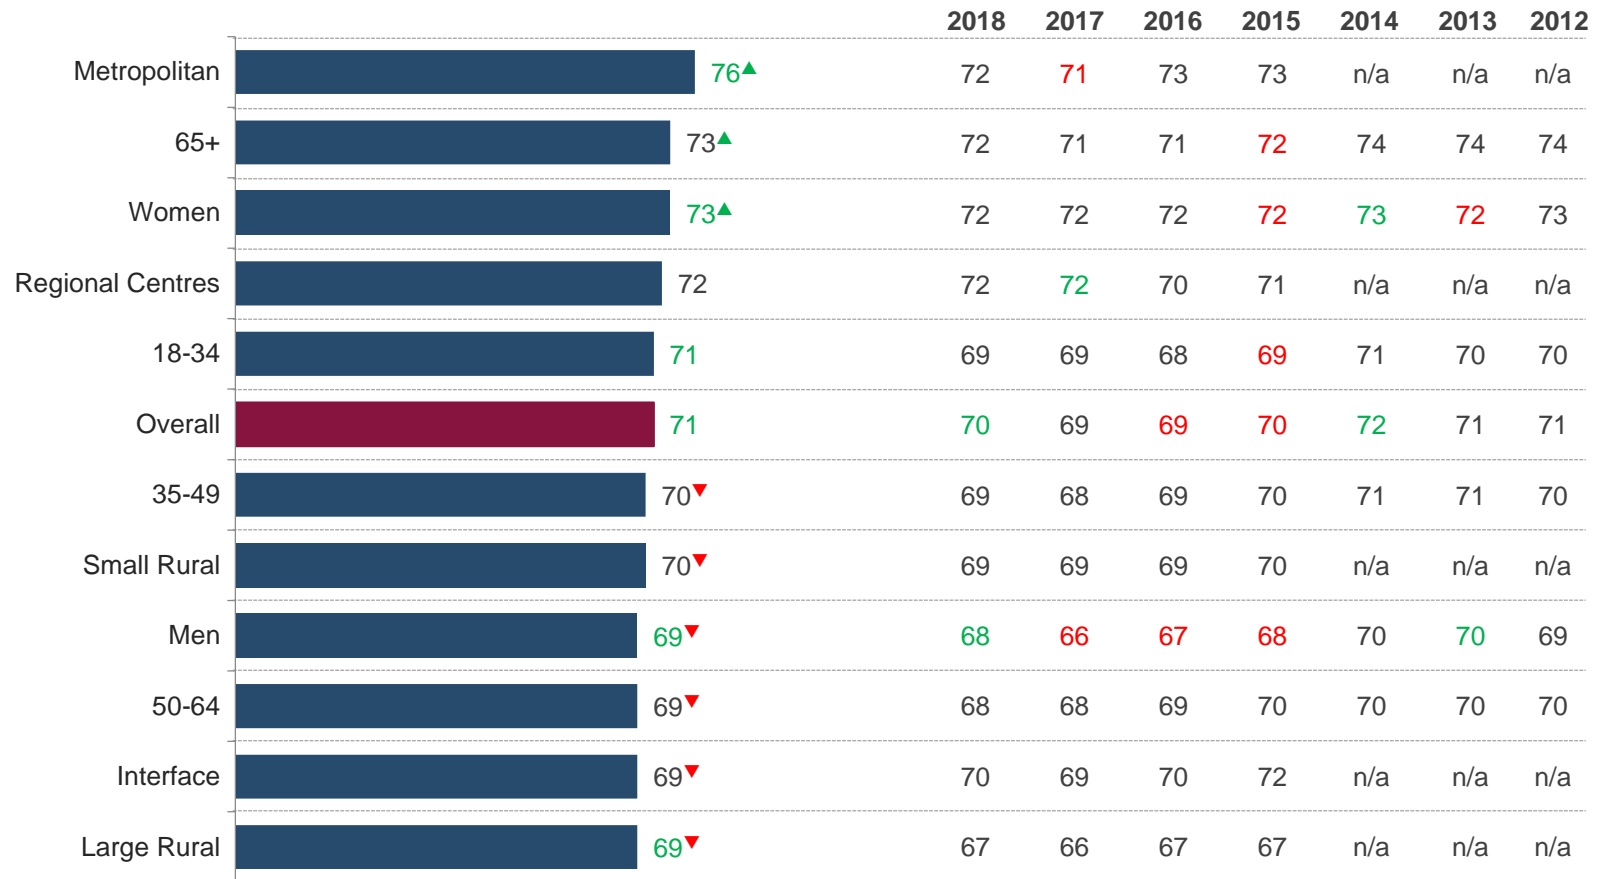 2018 2017 2016 2015 2014 2013 2012
Metropolitan 76 72 71 73 73 n/a n/a n/a
65+ 73 72 71 71 72 74 74 74
Women 73 72 72 72 72 73 72 73
Regional Centres 72 72 72 70 71 n/a n/a n/a
18-34 71 69 69 68 69 71 70 70
Overall 71 70 69 69 70 72 71 71
35-49 70 69 68 69 70 71 71 70
Small Rural 70 69 69 69 70 n/a n/a n/a
Men 69 68 66 67 68 70 70 69
50-64 69 68 68 69 70 70 70 70
Interface 69 70 69 70 72 n/a n/a n/a
Large Rural 69 67 66 67 67 n/a n/a n/a